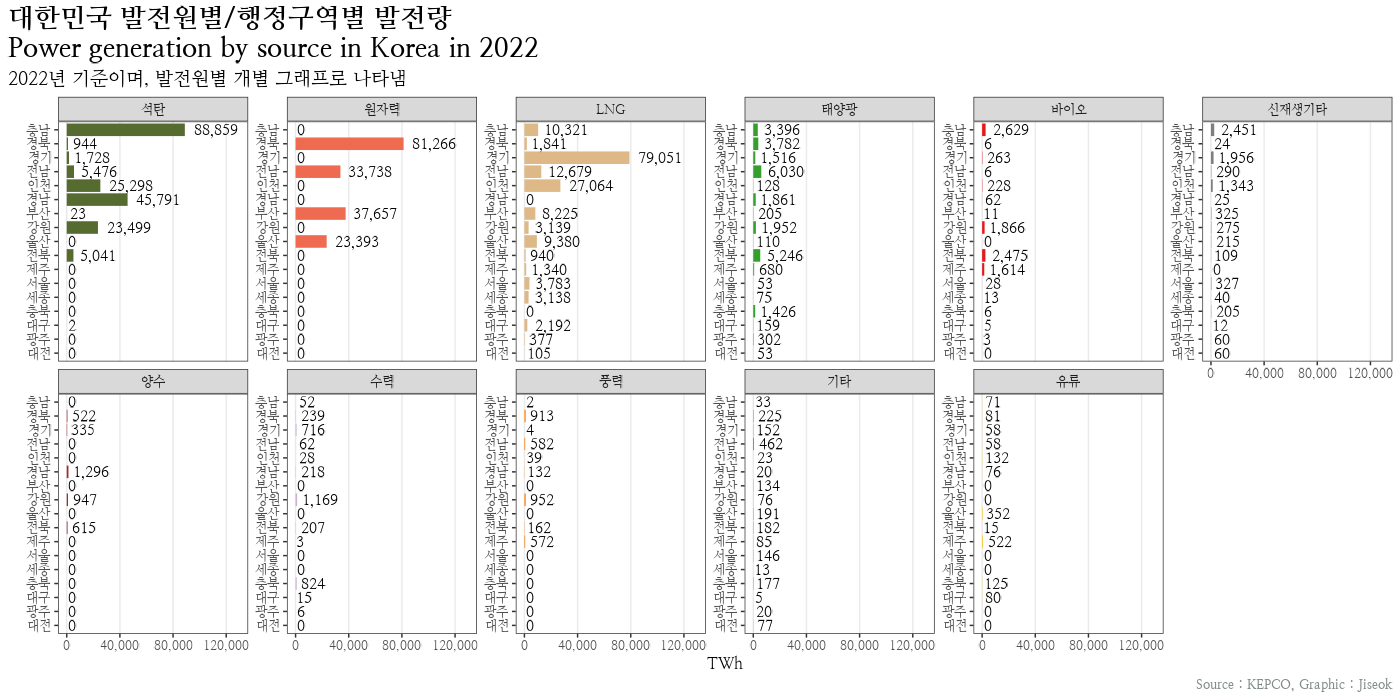 대한민국 발전원별/행정구역별 발전량
Power generation by source in Korea in 2022
2022년 기준이며, 발전원별 개별 그래프로 나타냄
석탄 원자력 LNG 태양광 바이오 신재생기타
충남 88,859 충남 0 충남 10,321 충남 3,396 충남 2,629 충남 2,451
경북 944 경북 81,266 경북 1,841 경북 3,782 경북 6 경북 24
경기 1,728 경기 0 경기 79,051 경기 1,516 경기 263 경기 1,956
전남 5,476 전남 33,738 전남 12,679 전남 6,030 전남 6 전남 290
인천 25,298 인천 0 인천 27,064 인천 128 인천 228 인천 1,343
경남 45,791 경남 0 경남 0 경남 1,861 경남 62 경남 25
부산 23 부산 37,657 부산 8,225 부산 205 부산 11 부산 325
강원 23,499 강원 0 강원 3,139 강원 1,952 강원 1,866 강원 275
울산 0 울산 23,393 울산 9,380 울산 110 울산 0 울산 215
전북 5,041 전북 0 전북 940 전북 5,246 전북 2,475 전북 109
제주 0 제주 0 제주 1,340 제주 680 제주 1,614 제주 0
서울 0 서울 0 서울 3,783 서울 53 서울 28 서울 327
세종 0 세종 0 세종 3,138 세종 75 세종 13 세종 40
충북 0 충북 0 충북 0 충북 1,426 충북 6 충북 205
대구 2 대구 0 대구 2,192 대구 159 대구 5 대구 12
광주 0 광주 0 광주 377 광주 302 광주 3 광주 60
대전 0 대전 0 대전 105 대전 53 대전 0 대전 60
0 40,000 80,000 120,000
양수 수력 풍력 기타 유류
충남 0 충남 52 충남 2 충남 33 충남 71
경북 522 경북 239 경북 913 경북 225 경북 81
경기 335 경기 716 경기 4 경기 152 경기 58
전남 0 전남 62 전남 582 전남 462 전남 58
인천 0 인천 28 인천 39 인천 23 인천 132
경남 1,296 경남 218 경남 132 경남 20 경남 76
부산 0 부산 0 부산 0 부산 134 부산 0
강원 947 강원 1,169 강원 952 강원 76 강원 0
울산 0 울산 0 울산 0 울산 191 울산 352
전북 615 전북 207 전북 162 전북 182 전북 15
제주 0 제주 3 제주 572 제주 85 제주 522
서울 0 서울 0 서울 0 서울 146 서울 0
세종 0 세종 0 세종 0 세종 13 세종 0
충북 0 충북 824 충북 0 충북 177 충북 125
대구 0 대구 15 대구 0 대구 5 대구 80
광주 0 광주 6 광주 0 광주 20 광주 0
대전 0 대전 0 대전 0 대전 77 대전 0
0 40,000 80,000 120,000 0 40,000 80,000 120,000 0 40,000 80,000 120,000 0 40,000 80,000 120,000 0 40,000 80,000 120,000
TWh
Source : KEPCO, Graphic : Jiseok